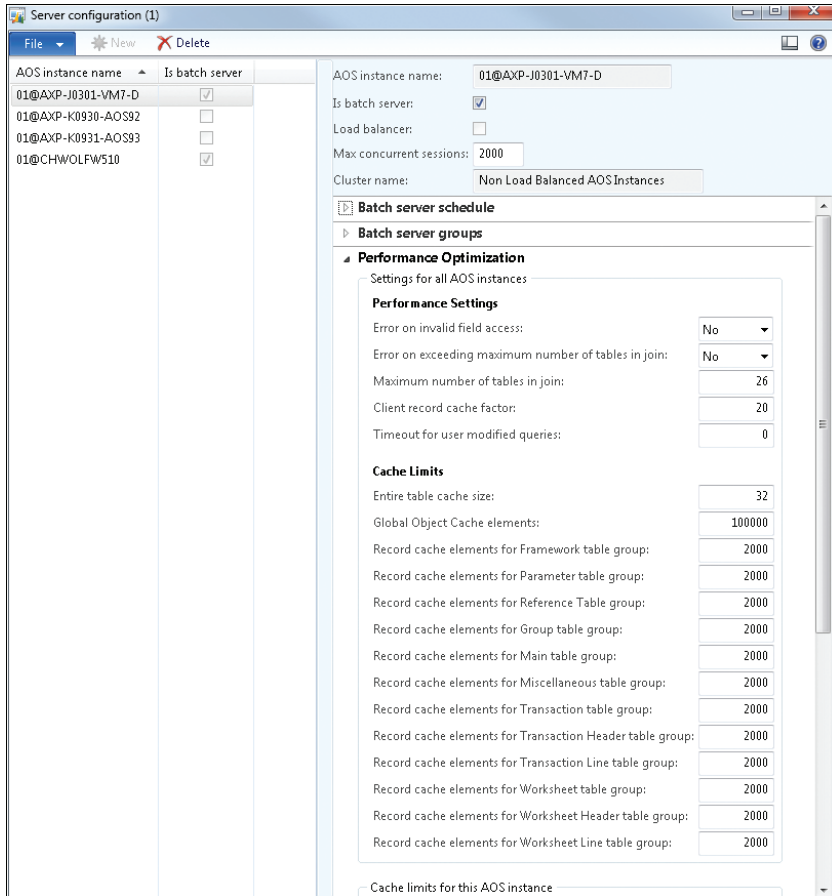 Server configuration (1)
File New Delete
AOS instance name Is batch server
01@AXP-J0301-VM7-D
01@AXP-K0930-AOS92
01@AXP-K0931-AOS93
01@CHWOLFW510
AOS instance name: 01@AXP-J0301-VM7-D
Is batch server:
Load balancer:
Max concurrent sessions: 2000
Cluster name: Non Load Balanced AOS Instances
Batch server schedule
Batch server groups
Performance Optimization
Settings for all AOS instances
Performance Settings
Error on invalid field access: No
Error on exceeding maximum number of tables in join: No
Maximum number of tables in join: 26
Client record cache factor: 20
Timeout for user modified queries: 0
Cache Limits
Entire table cache size: 32
Global Object Cache elements: 100000
Record cache elements for Framework table group: 2000
Record cache elements for Parameter table group: 2000
Record cache elements for Reference Table group: 2000
Record cache elements for Group table group: 2000
Record cache elements for Main table group: 2000
Record cache elements for Miscellaneous table group: 2000
Record cache elements for Transaction table group: 2000
Record cache elements for Transaction Header table group: 2000
Record cache elements for Transaction Line table group: 2000
Record cache elements for Worksheet table group: 2000
Record cache elements for Worksheet Header table group: 2000
Record cache elements for Worksheet Line table group: 2000
Cache limits for this AOS instance